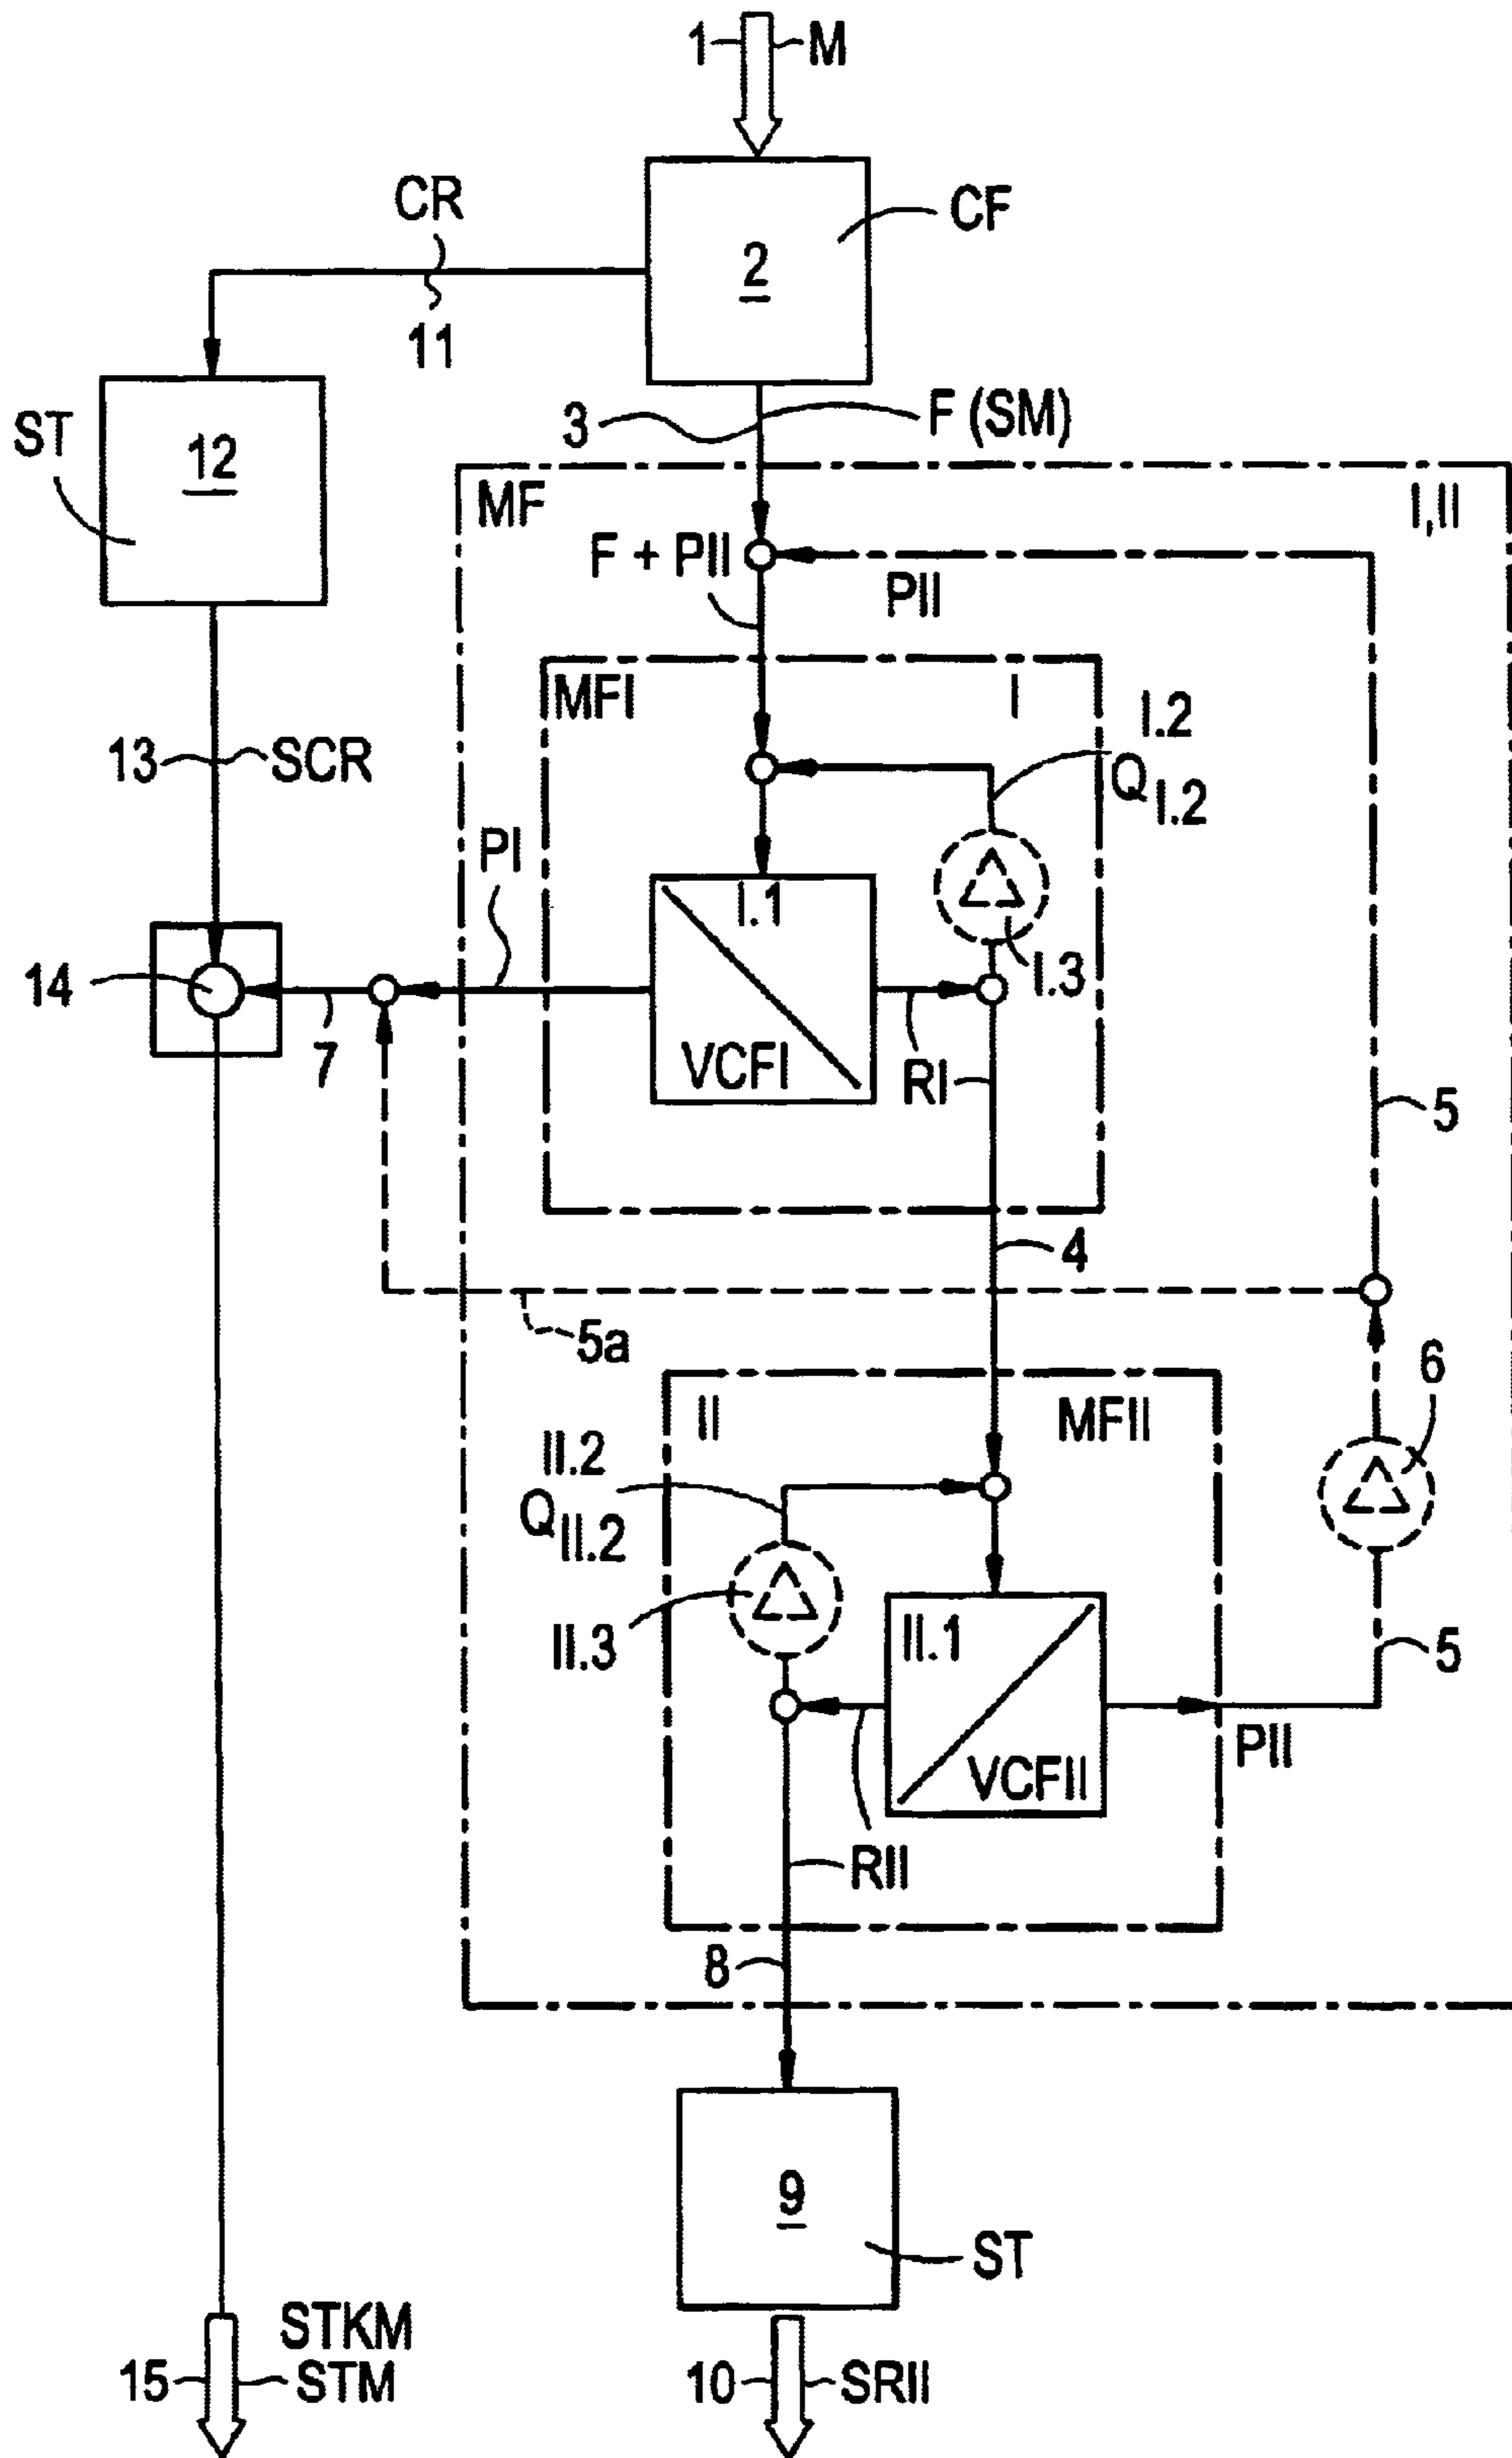 1 M
CR
CF
2
11
3 F (SM)
ST
12
MF
I,II
F + PII
PII
MFI
I
I.2
Q I.2
13 SCR
PI
I.1
I.3
14
VCFI
7
RI
5
4
5a
6
II
MFII
II.2
Q II.2
II.3
II.1
5
VCFII
PII
RII
8
9
ST
STKM
15 STM
10 SRII